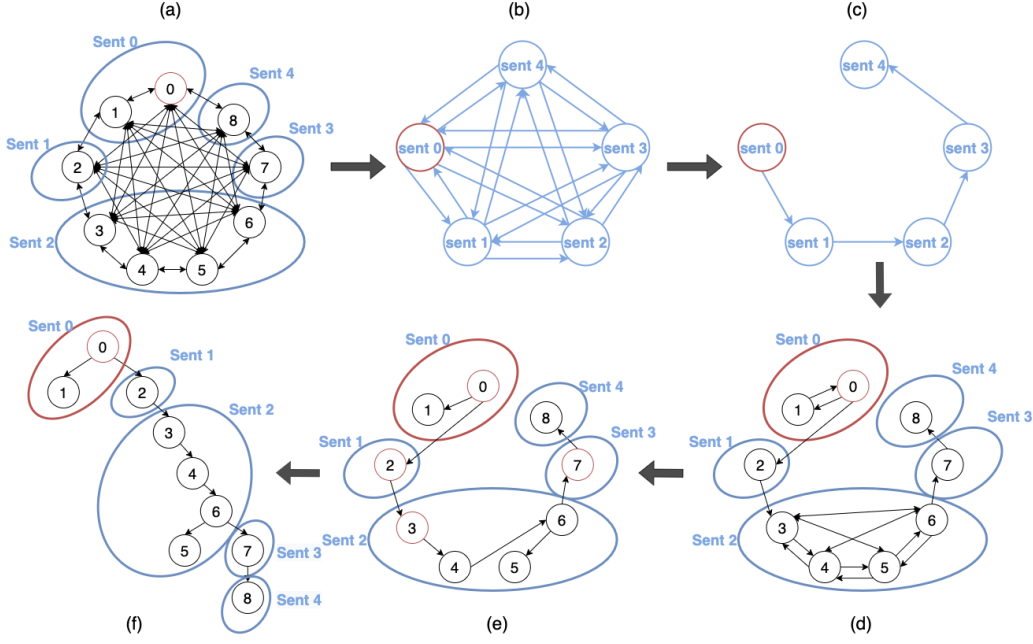 (a)
Sent 0
0
1
Sent 4
8
Sent 1
2
Sent 3
7
3
6
Sent 2
4
5
(b)
sent 4
sent 0
sent 3
sent 1
sent 2
(c)
sent 4
sent 0
sent 3
sent 1
sent 2
Sent 0
0
1
Sent 1
2
Sent 2
3
4
6
5
7
Sent 3
8
Sent 4
(f)
Sent 0
0
1
Sent 4
8
Sent 1
2
Sent 3
7
3
6
Sent 2
4
5
(e)
Sent 0
0
1
Sent 4
8
Sent 3
Sent 1
2
7
3
6
Sent 2
4
5
(d)